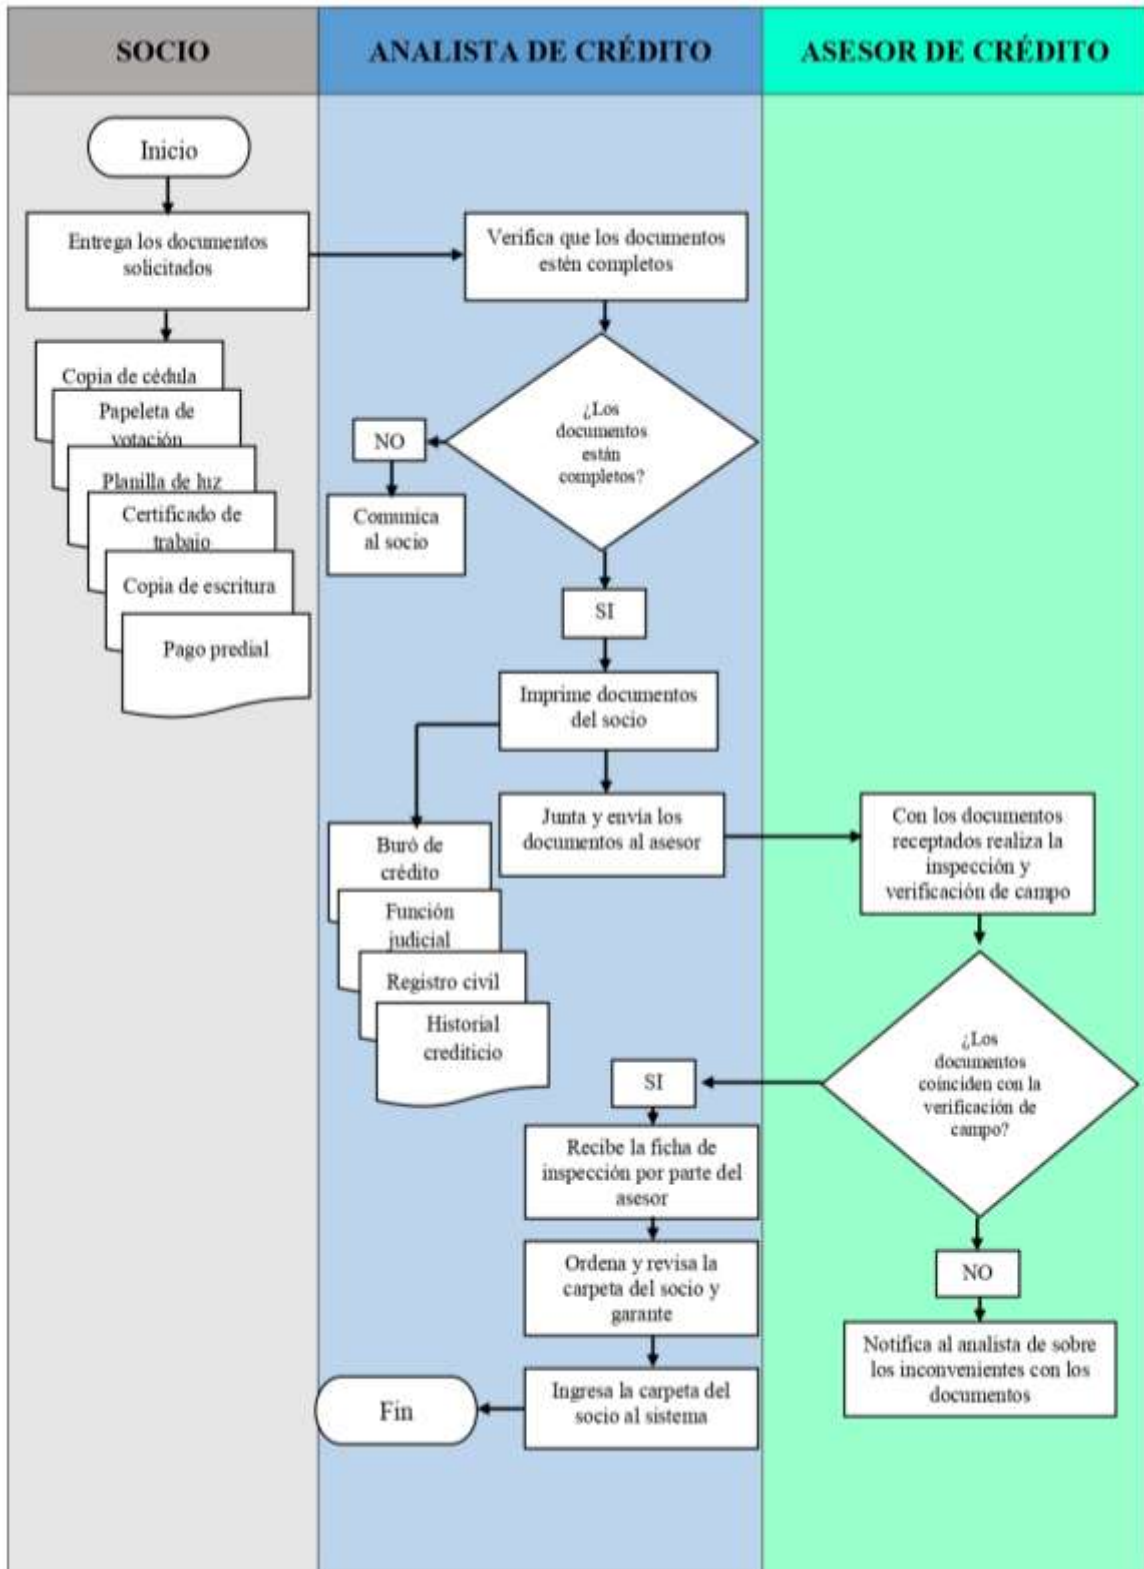 SOCIO
ANALISTA DE CRÉDITO
ASESOR DE CRÉDITO
Inicio
Entrega los documentos
solicitados
Copia de cédula
Papeleta de
votación
Planilla de luz
Certificado de
trabajo
Copia de escritura
Pago predial
Verifica que los documentos
estén completos
¿Los
documentos
están
completos?
NO
Comunica
al socio
SI
Imprime documentos
del socio
Junta y envía los
documentos al asesor
Buró de
crédito
Función
judicial
Registro civil
Historial
crediticio
Con los documentos
receptados realiza la
inspección y
verificación de campo
¿Los
documentos
coinciden con la
verificación de
campo?
SI
Recibe la ficha de
inspección por parte del
asesor
Ordena y revisa la
carpeta del socio y
garante
Ingresa la carpeta del
socio al sistema
Fin
NO
Notifica al analista de sobre
los inconvenientes con los
documentos